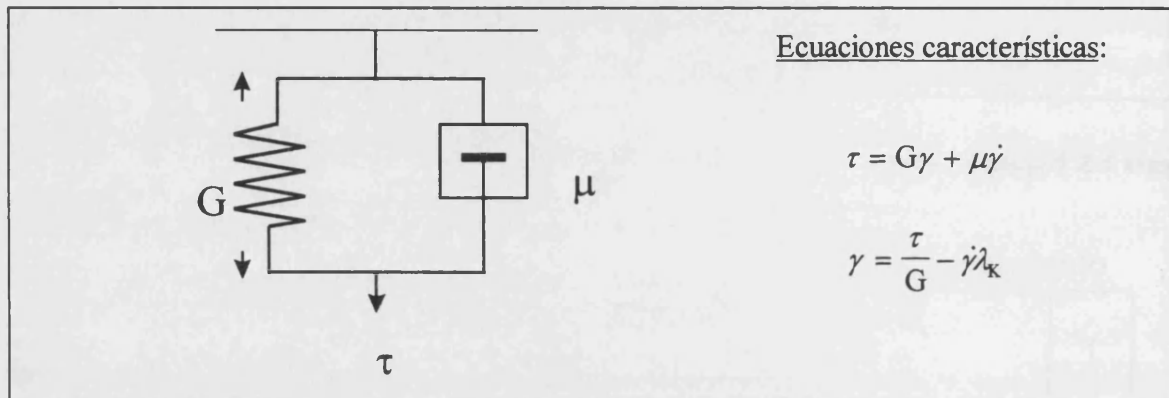 Ecuaciones características:
τ = Gγ + μγ̇
G
μ
γ = τ/G − γ̇λ_K
τ